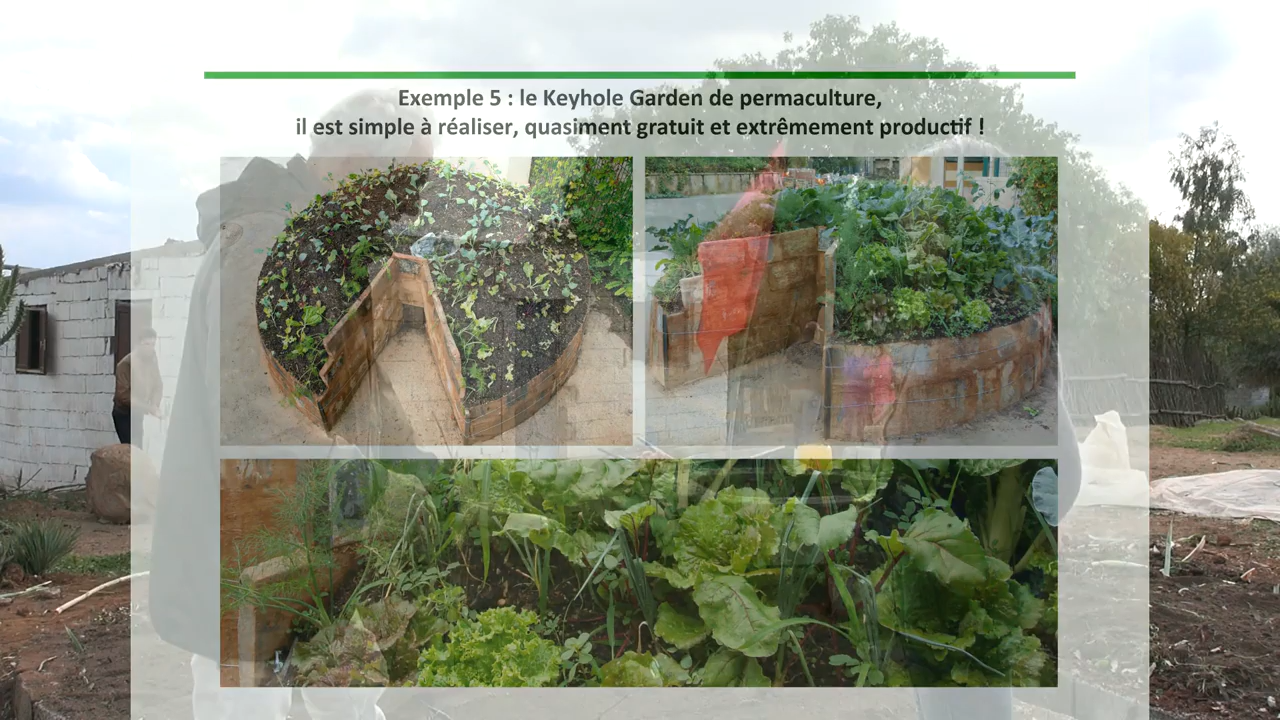 Exemple 5 : le Keyhole Garden de permaculture,
il est simple à réaliser, quasiment gratuit et extrêmement productif !